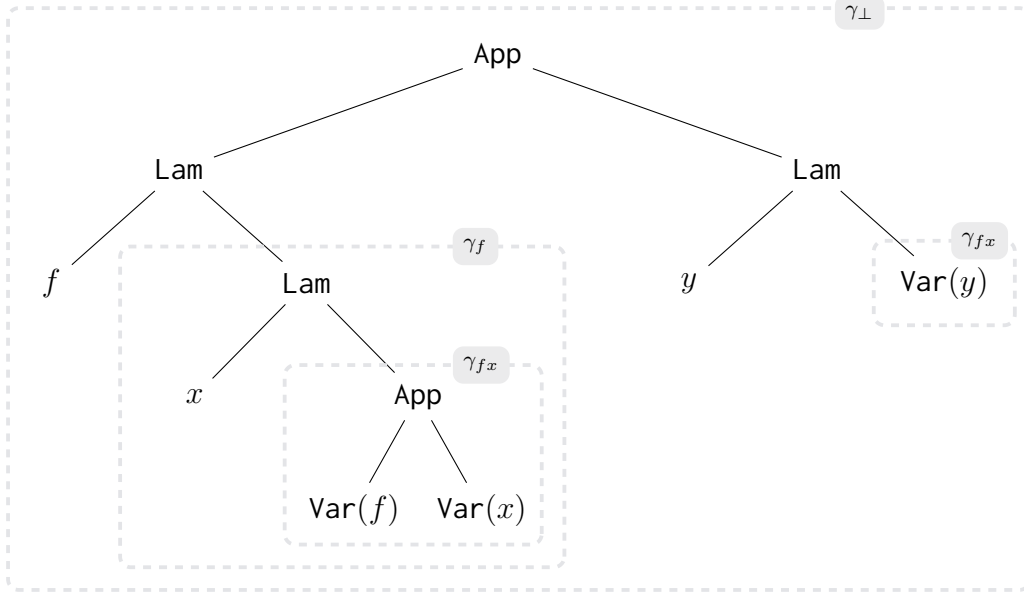 γ⊥
App
Lam Lam
γf γfx
f Lam y Var(y)
γfx
x App
Var(f) Var(x)